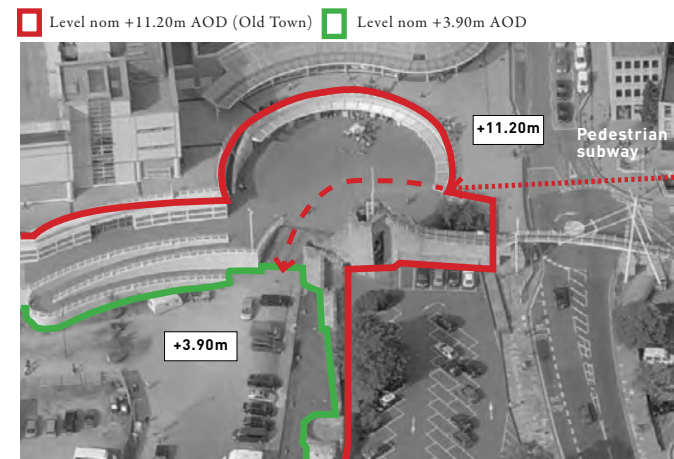 Level nom +11.20m AOD (Old Town) Level nom +3.90m AOD
+11.20m
Pedestrian
subway
+3.90m